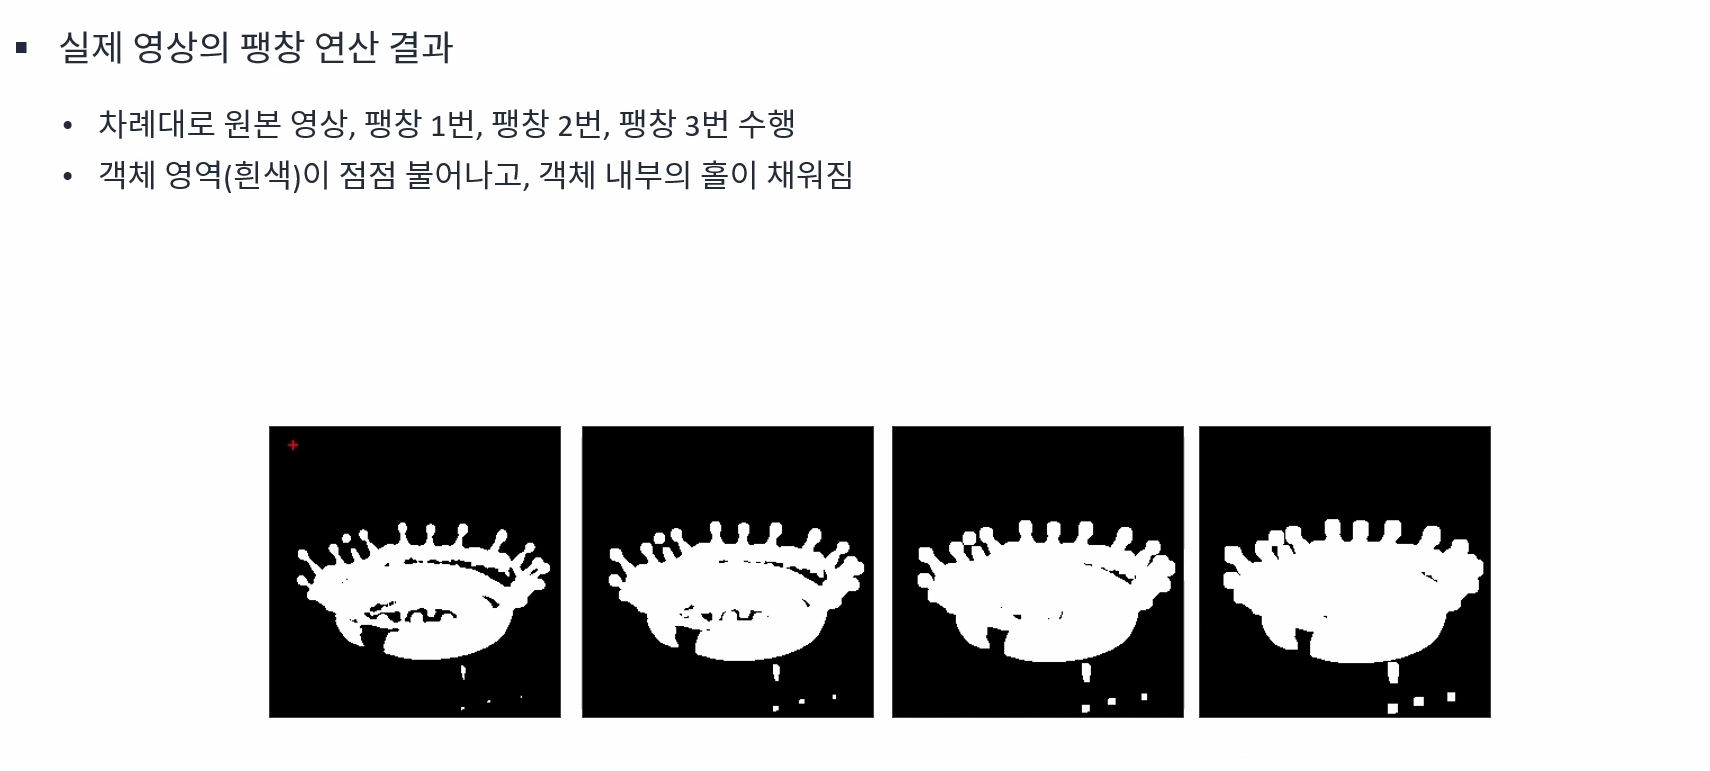 ▪ 실제 영상의 팽창 연산 결과
• 차례대로 원본 영상, 팽창 1번, 팽창 2번, 팽창 3번 수행
• 객체 영역(흰색)이 점점 불어나고, 객체 내부의 홀이 채워짐